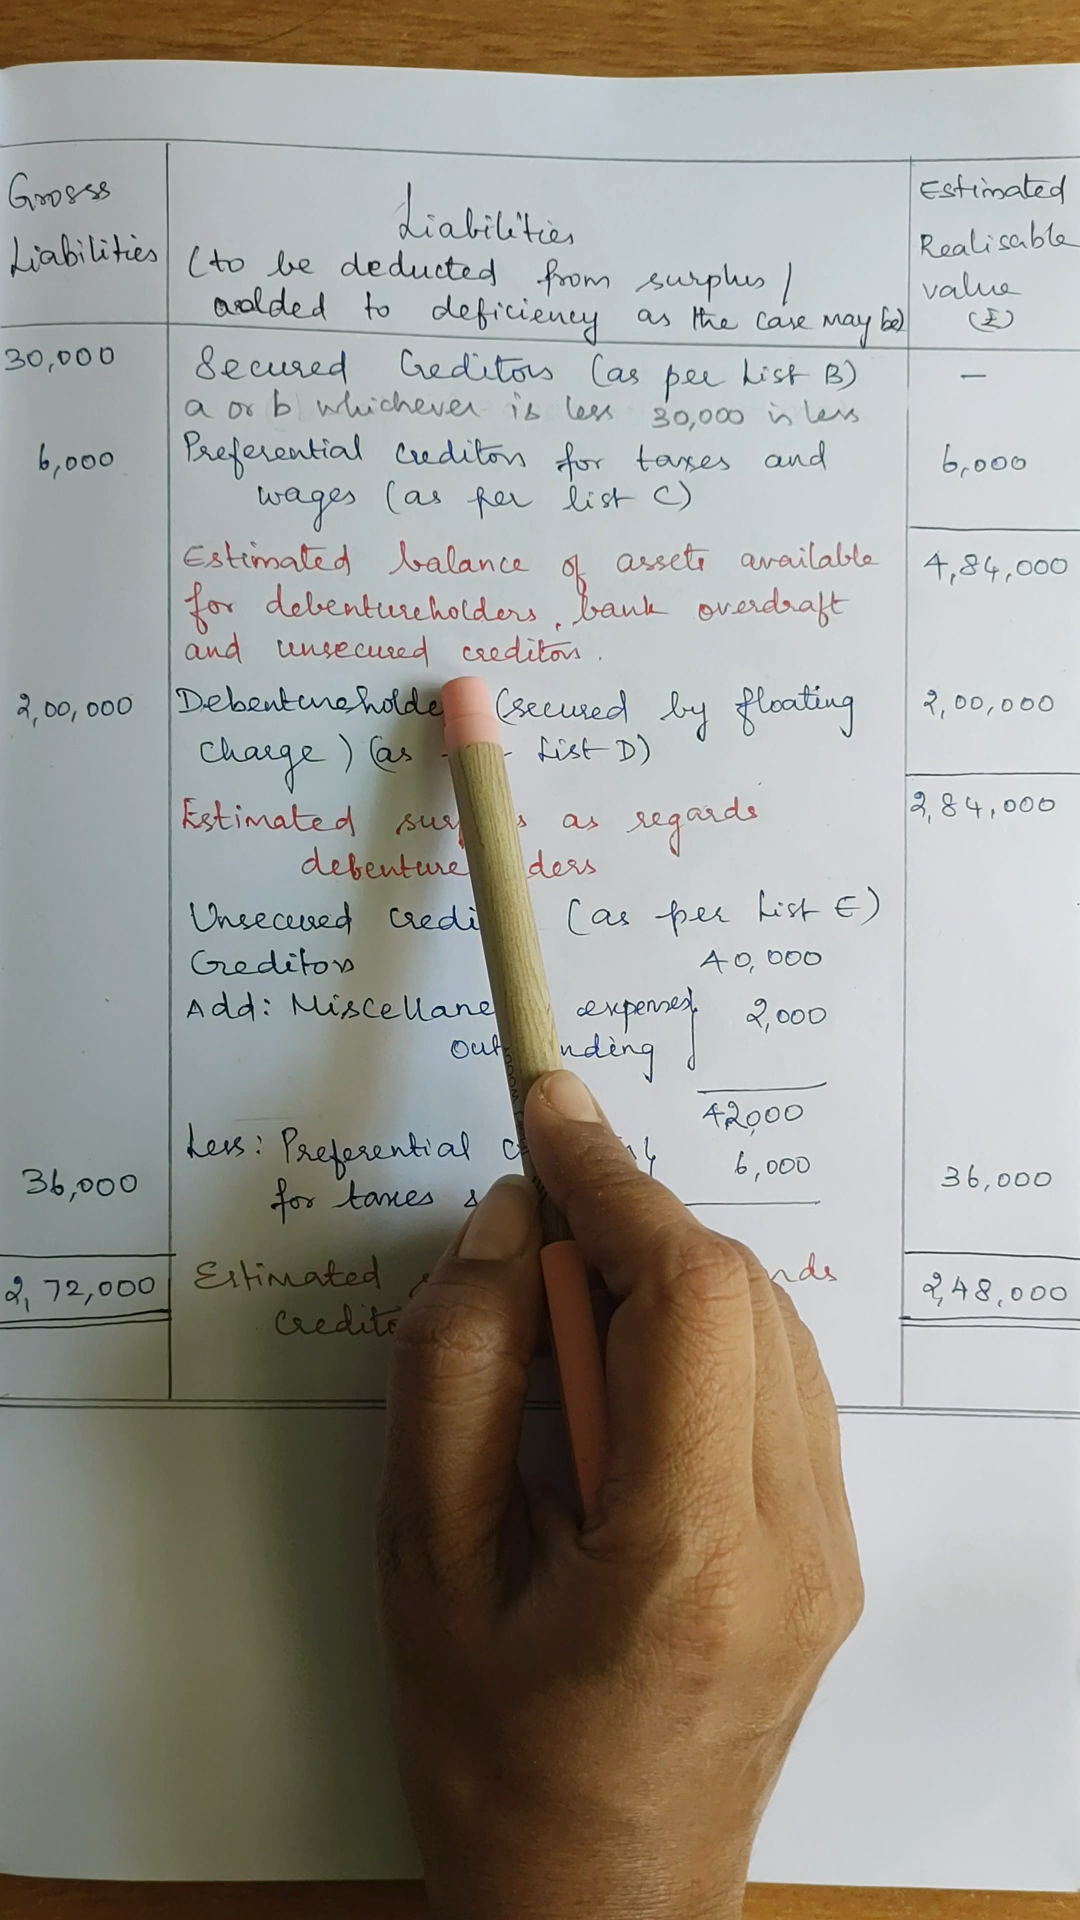 Grosss
Liabilities
Liabilities
(to be deducted from surplus /
added to deficiency as the case may be)
Estimated
Realisable
value
(£)
30,000 Secured Creditors (as per List B) —
a or b whichever is less 30,000 is less
6,000 Preferential creditors for taxes and 6,000
wages (as per list C)
Estimated balance of assets available 4,84,000
for debentureholders, bank overdraft
and unsecured creditors.
2,00,000 Debentureholde (secured by floating 2,00,000
charge) (as List D)
Estimated sur s as regards 2,84,000
debenture ders
Unsecured credi (as per List E)
Creditors 40,000
Add: Miscellane expenses 2,000
out nding
42,000
Less: Preferential c 6,000
36,000 for taxes 36,000
2,72,000 Estimated nds 2,48,000
credito